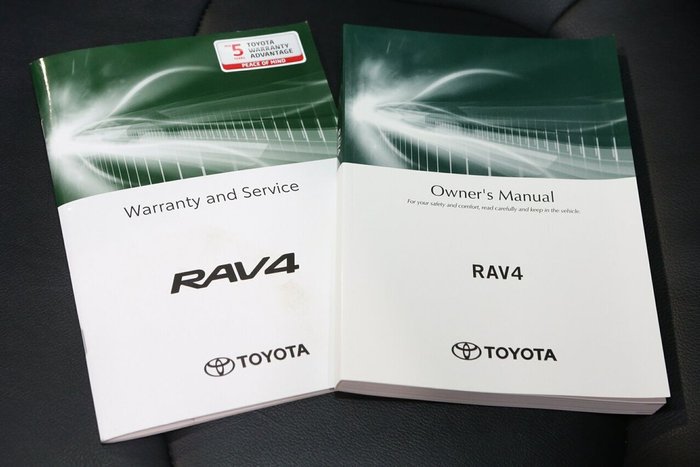 5
YEARS
TOYOTA
WARRANTY
ADVANTAGE
PEACE OF MIND
Warranty and Service
RAV4
TOYOTA
Owner's Manual
For your safety and comfort, read carefully and keep in the vehicle.
RAV4
TOYOTA